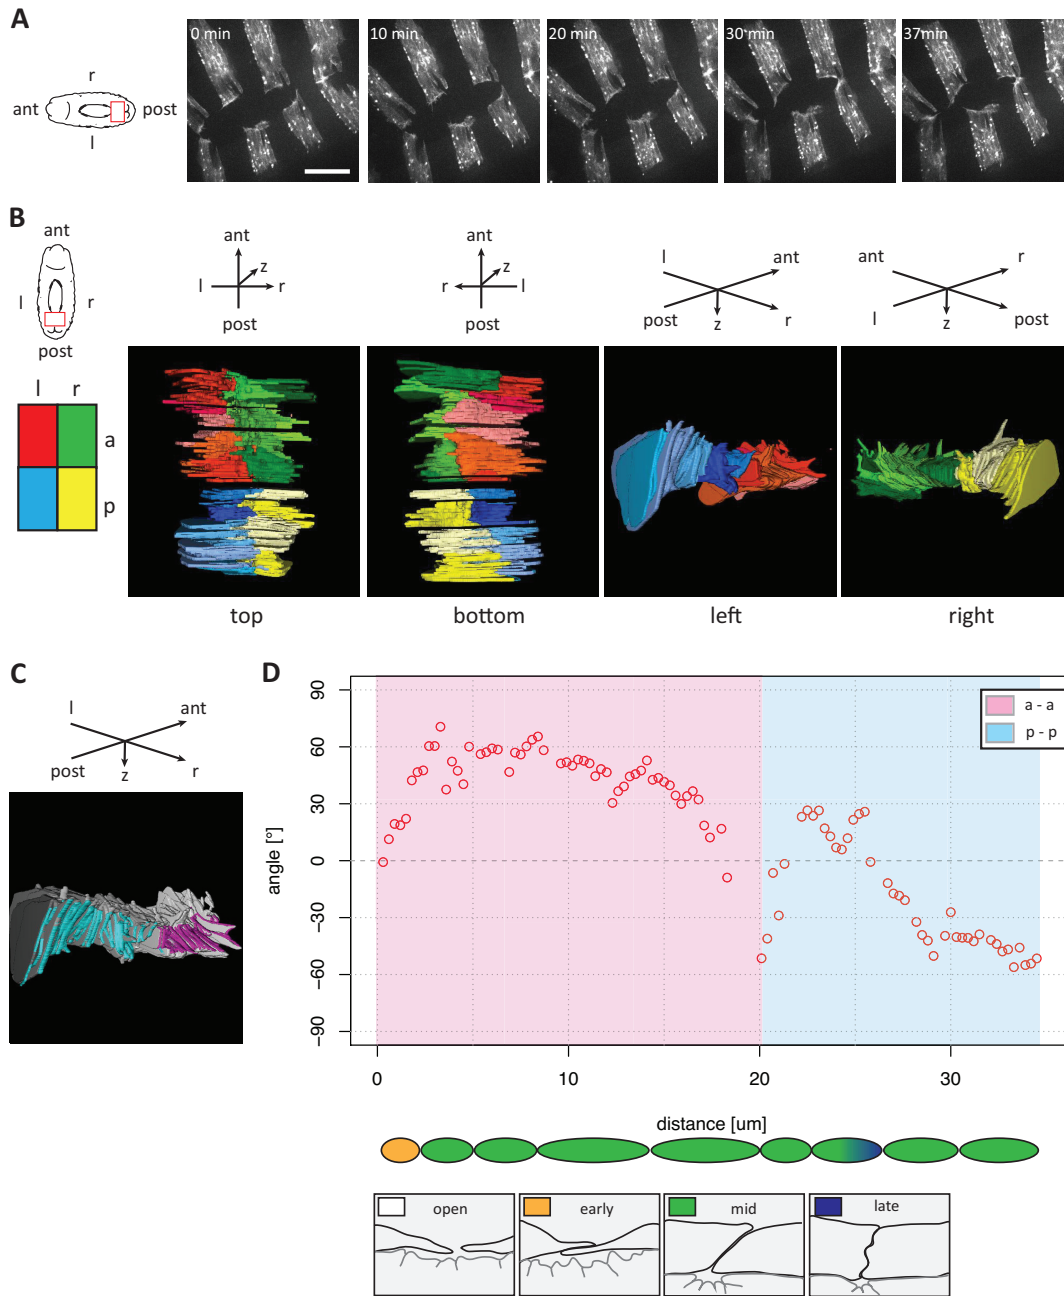 A
0 min
10 min
20 min
30 min
37min
r
ant
post
l
B
ant
l
r
post
l r
a
p
ant
z
l r
post
ant
z
r l
post
l ant
post z r
ant r
l z post
top
bottom
left
right
C
l ant
post z r
D
90
60
30
0
−30
−60
−90
angle [°]
a - a
p - p
0 10 20 30
distance [um]
open
early
mid
late